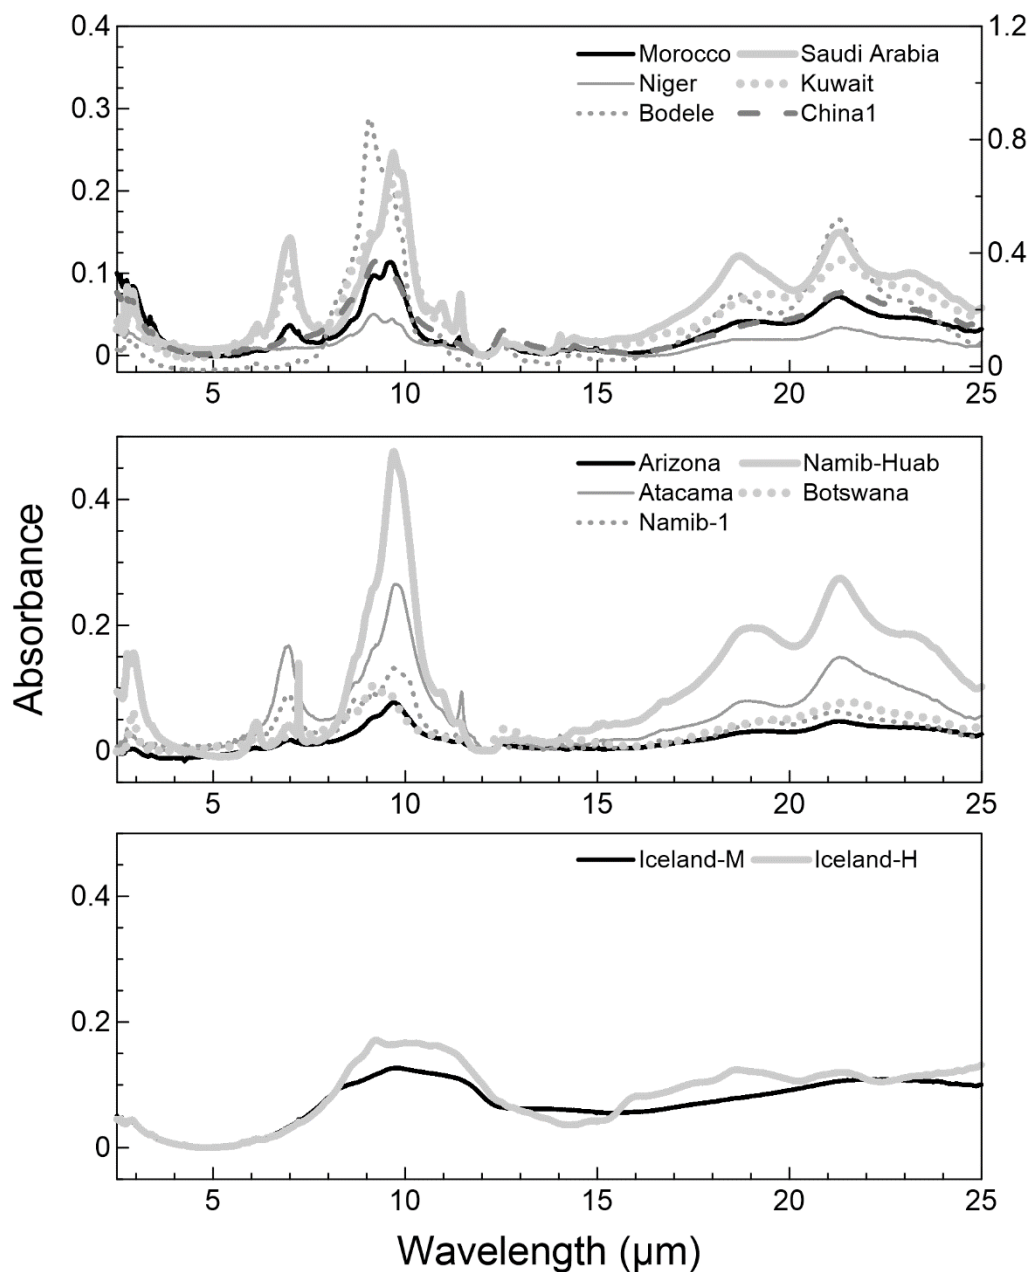 0.4
1.2
Morocco Saudi Arabia
0.3
Niger Kuwait
Bodele China1
0.8
0.2
0.1
0.4
0
0
5 10 15 20 25
Arizona Namib-Huab
0.4
Atacama Botswana
Namib-1
Absorbance
0.2
0
5 10 15 20 25
Iceland-M Iceland-H
0.4
0.2
0
5 10 15 20 25
Wavelength (µm)